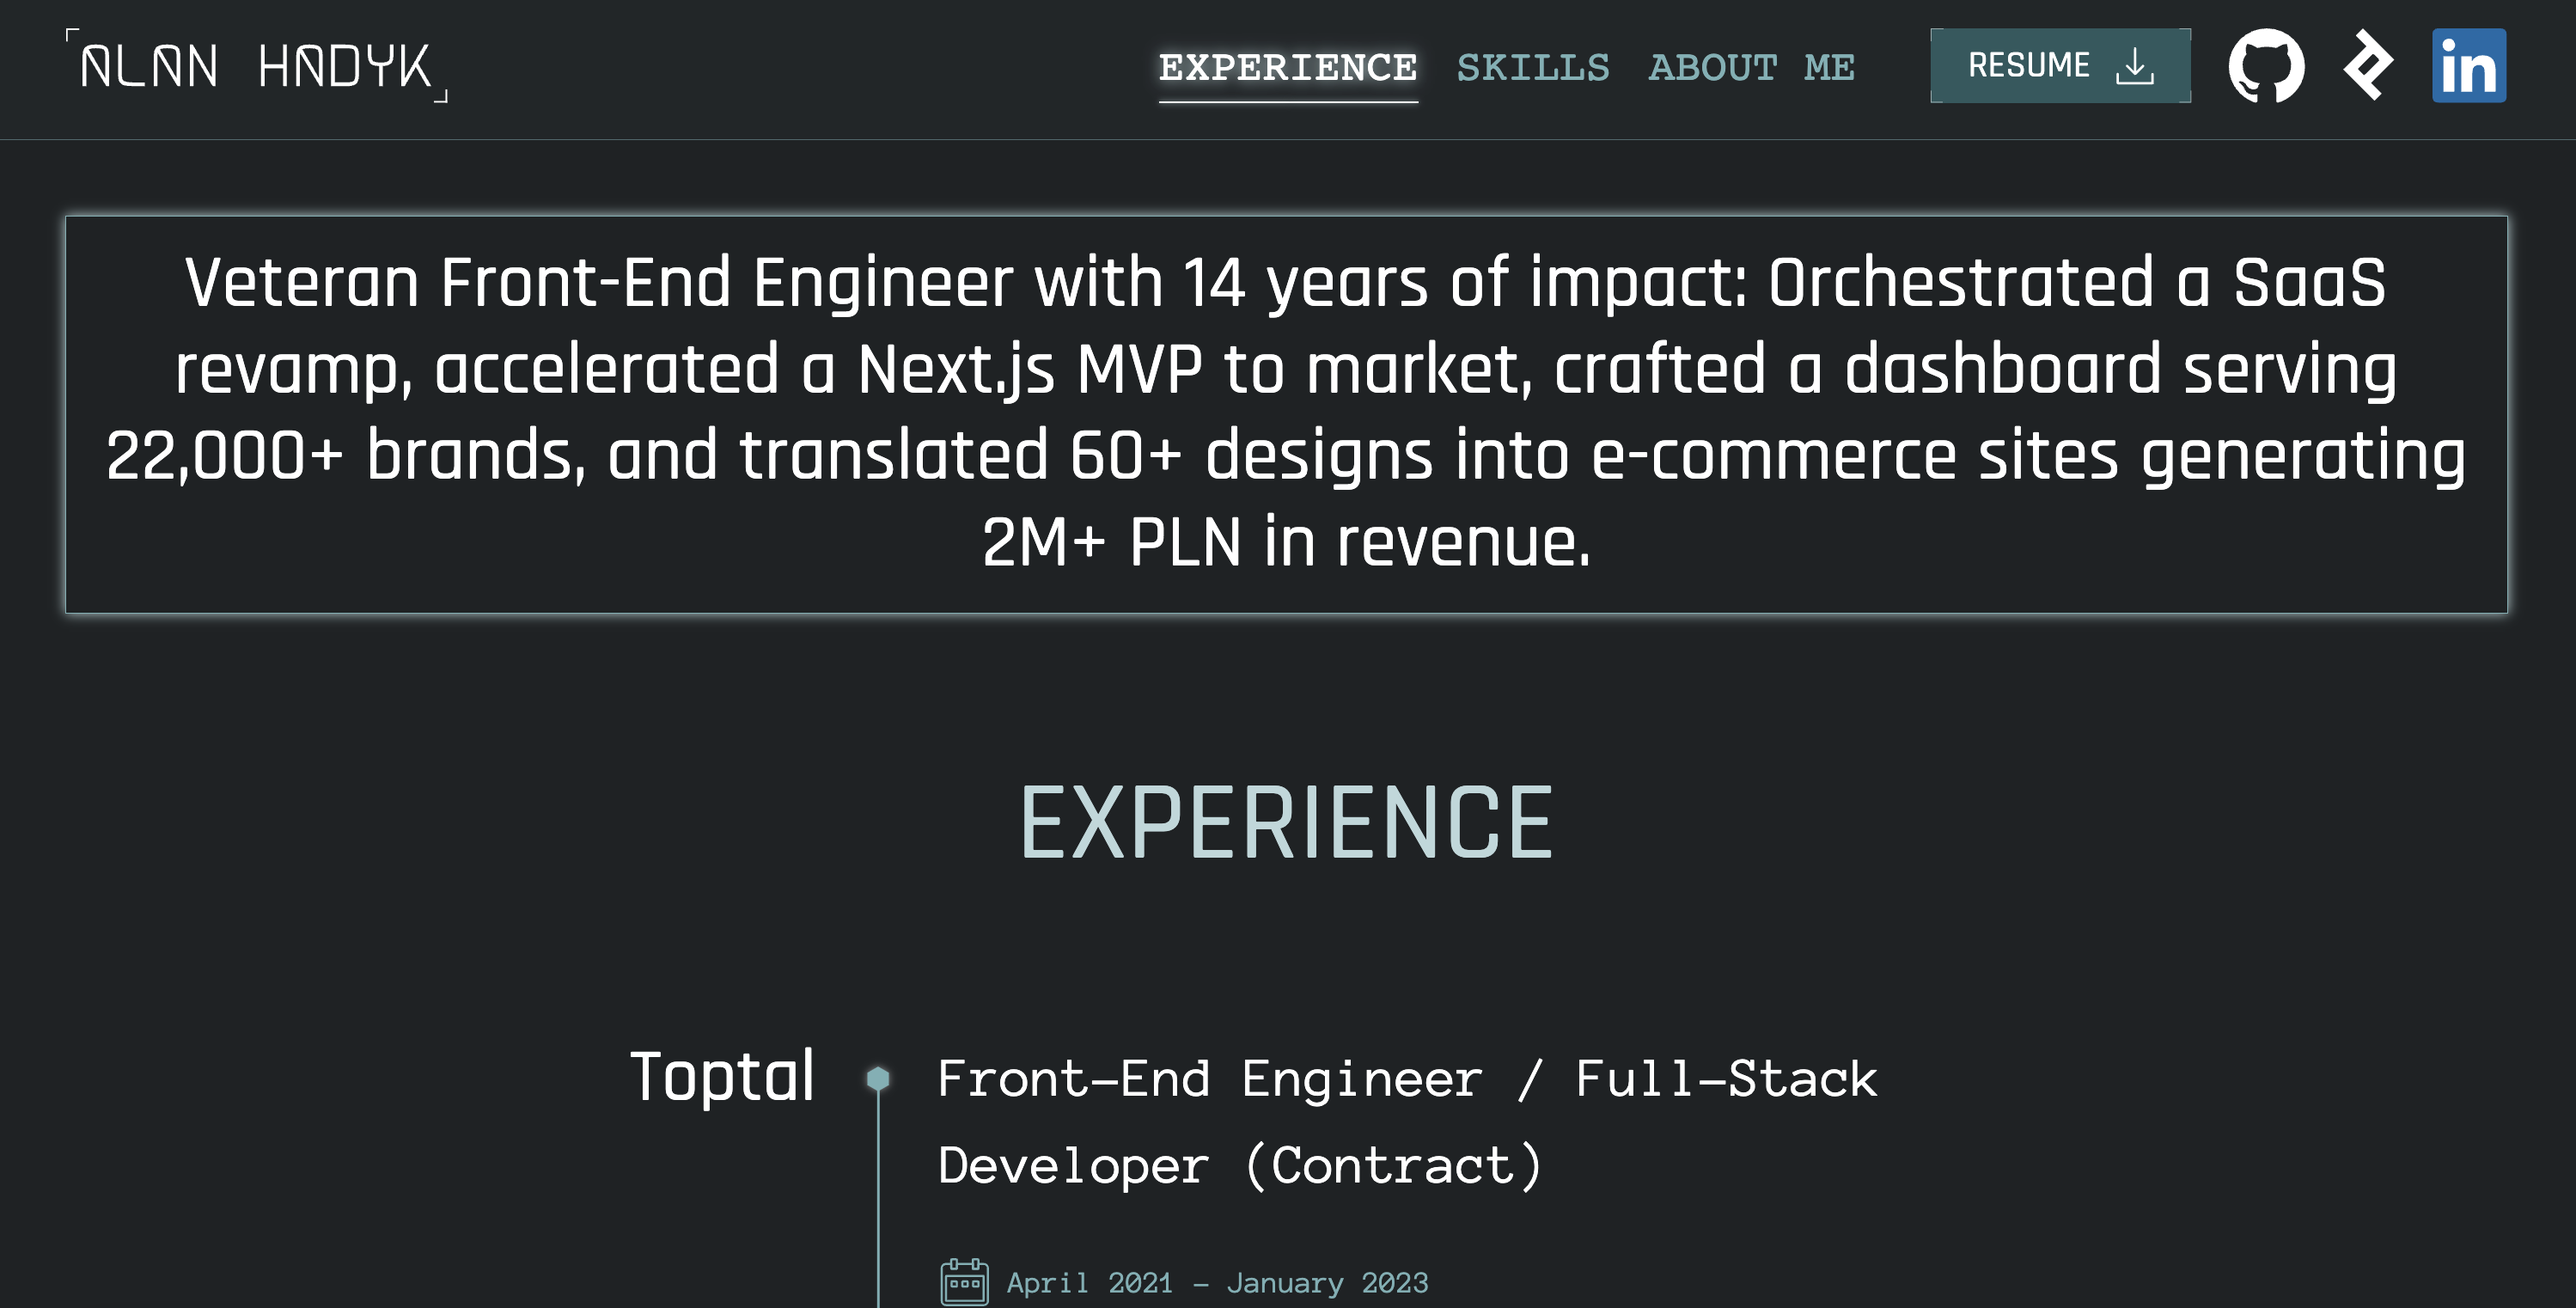 ALAN HADYK
EXPERIENCE SKILLS ABOUT ME RESUME in
Veteran Front-End Engineer with 14 years of impact: Orchestrated a SaaS
revamp, accelerated a Next.js MVP to market, crafted a dashboard serving
22,000+ brands, and translated 60+ designs into e-commerce sites generating
2M+ PLN in revenue.
EXPERIENCE
Toptal
Front-End Engineer / Full-Stack
Developer (Contract)
April 2021 - January 2023